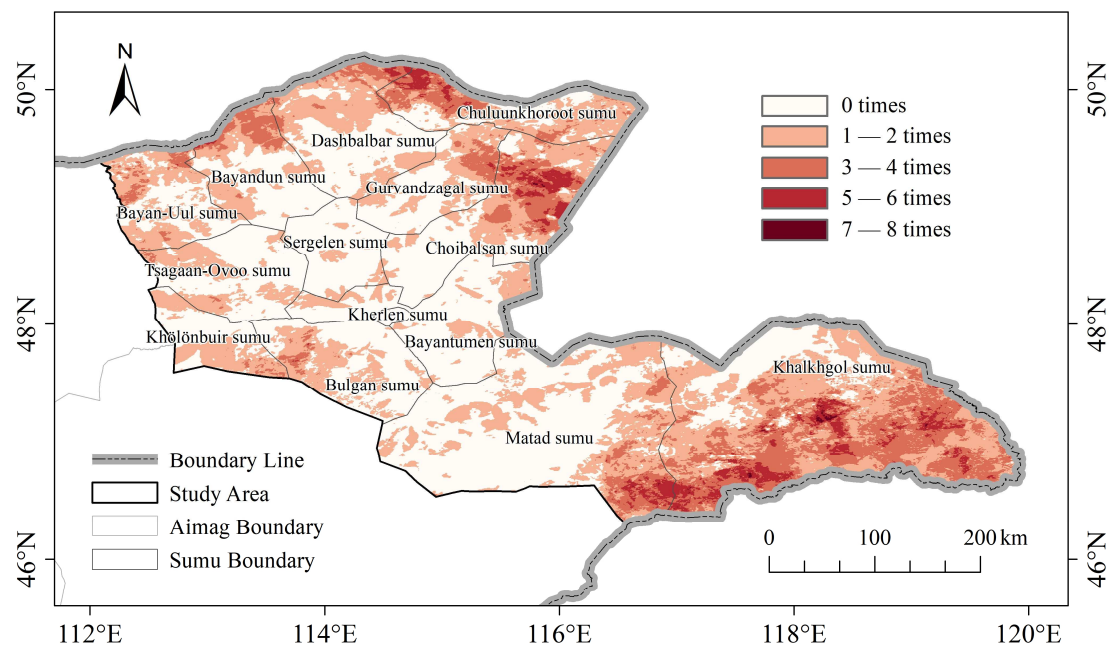 N
50°N
48°N
46°N
50°N
48°N
46°N
112°E
114°E
116°E
118°E
120°E
Chuluunkhoroot sumu
Dashbalbar sumu
Bayandun sumu
Gurvandzagal sumu
Bayan-Uul sumu
Sergelen sumu
Choibalsan sumu
Tsagaan-Ovoo sumu
Kherlen sumu
Khölönbuir sumu
Bayantumen sumu
Bulgan sumu
Khalkhgol sumu
Matad sumu
0 times
1 — 2 times
3 — 4 times
5 — 6 times
7 — 8 times
Boundary Line
Study Area
Aimag Boundary
Sumu Boundary
0 100 200 km